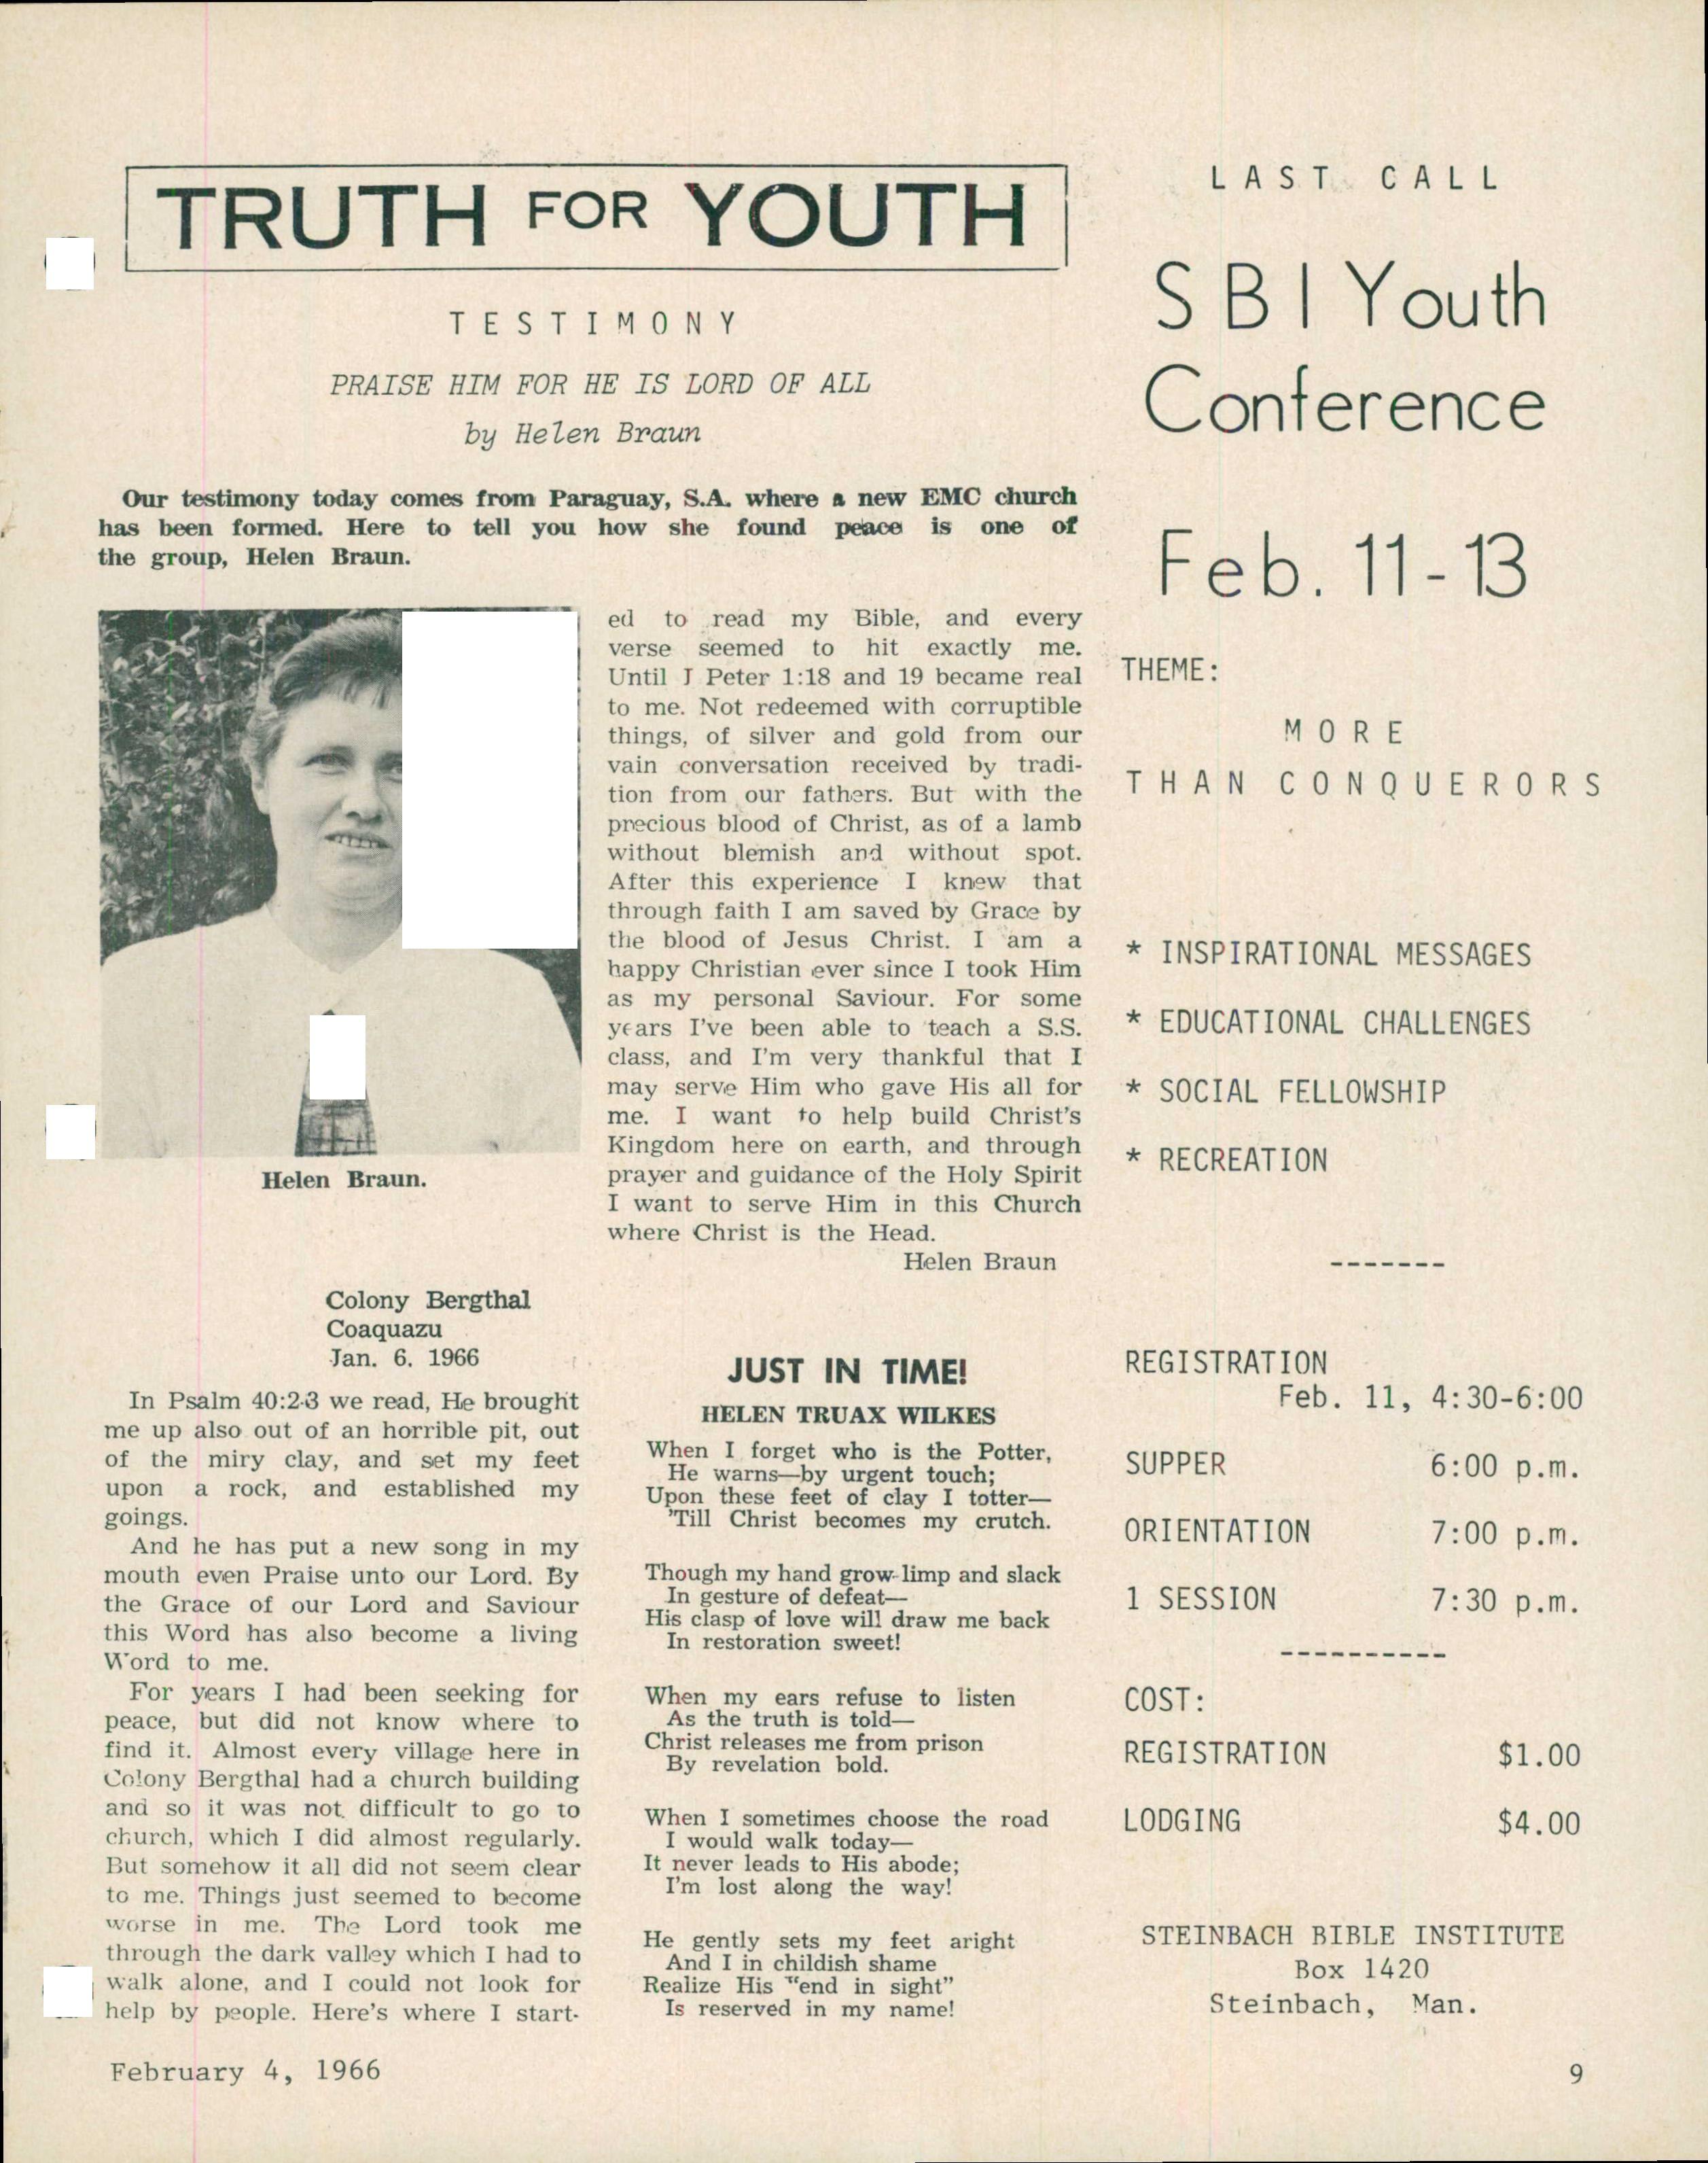 TRUTH FOR YOUTH
TESTIMONY
PRAISE HIM FOR HE IS LORD OF ALL
by Helen Braun
Our testimony today comes from Paraguay, S.A. where a new EMC church
has been formed. Here to tell you how she found peace is one of
the group, Helen Braun.
Helen Braun.
Colony Bergthal
Coaquazu
Jan. 6. 1966
In Psalm 40:2-3 we read, He brought
me up also out of an horrible pit, out
of the miry clay, and set my feet
upon a rock, and established my
goings.
And he has put a new song in my
mouth even Praise unto our Lord. By
the Grace of our Lord and Saviour
this Word has also become a living
Word to me.
For years I had been seeking for
peace, but did not know where to
find it. Almost every village here in
Colony Bergthal had a church building
and so it was not difficult to go to
church, which I did almost regularly.
But somehow it all did not seem clear
to me. Things just seemed to become
worse in me. The Lord took me
through the dark valley which I had to
walk alone, and I could not look for
help by people. Here's where I start-
ed to read my Bible, and every
verse seemed to hit exactly me.
Until I Peter 1:18 and 19 became real
to me. Not redeemed with corruptible
things, of silver and gold from our
vain conversation received by tradi-
tion from our fathers. But with the
precious blood of Christ, as of a lamb
without blemish and without spot.
After this experience I knew that
through faith I am saved by Grace by
the blood of Jesus Christ. I am a
happy Christian ever since I took Him
as my personal Saviour. For some
years I've been able to teach a S.S.
class, and I'm very thankful that I
may serve Him who gave His all for
me. I want to help build Christ's
Kingdom here on earth, and through
prayer and guidance of the Holy Spirit
I want to serve Him in this Church
where Christ is the Head.
Helen Braun
JUST IN TIME!
HELEN TRUAX WILKES
When I forget who is the Potter,
He warns—by urgent touch;
Upon these feet of clay I totter—
'Till Christ becomes my crutch.
Though my hand grow limp and slack
In gesture of defeat—
His clasp of love will draw me back
In restoration sweet!
When my ears refuse to listen
As the truth is told—
Christ releases me from prison
By revelation bold.
When I sometimes choose the road
I would walk today—
It never leads to His abode;
I'm lost along the way!
He gently sets my feet aright
And I in childish shame
Realize His "end in sight"
Is reserved in my name!
LAST CALL
SBI Youth
Conference
Feb. 11-13
THEME:
MORE
THAN CONQUERORS
* INSPIRATIONAL MESSAGES
* EDUCATIONAL CHALLENGES
* SOCIAL FELLOWSHIP
* RECREATION
-------
REGISTRATION
Feb. 11, 4:30-6:00
SUPPER 6:00 p.m.
ORIENTATION 7:00 p.m.
1 SESSION 7:30 p.m.
----------
COST:
REGISTRATION $1.00
LODGING $4.00
STEINBACH BIBLE INSTITUTE
Box 1420
Steinbach, Man.
February 4, 1966
9